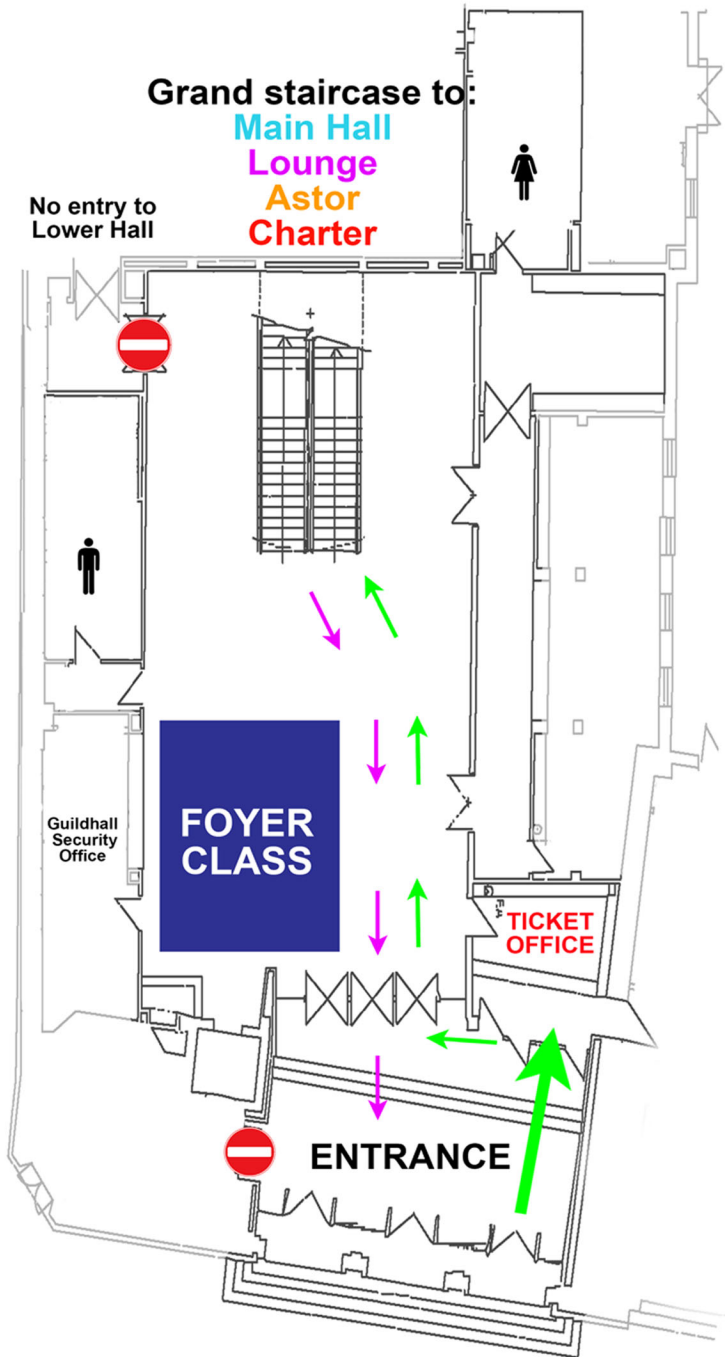 Grand staircase to:
Main Hall
Lounge
Astor
Charter
No entry to
Lower Hall
Guildhall
Security
Office
FOYER
CLASS
F.H
TICKET
OFFICE
ENTRANCE